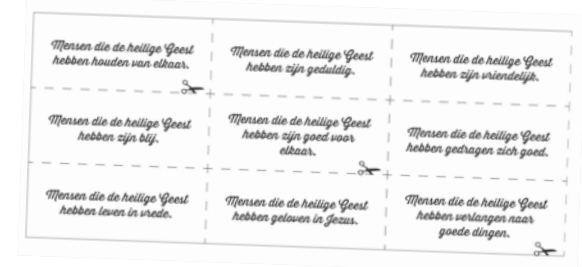 Mensen die de heilige Geest
hebben houden van elkaar.
Mensen die de heilige Geest
hebben zijn geduldig.
Mensen die de heilige Geest
hebben zijn vriendelijk.
Mensen die de heilige Geest
hebben zijn blij.
Mensen die de heilige Geest
hebben zijn goed voor
elkaar.
Mensen die de heilige Geest
hebben gedragen zich goed.
Mensen die de heilige Geest
hebben leven in vrede.
Mensen die de heilige Geest
hebben geloven in Jezus.
Mensen die de heilige Geest
hebben verlangen naar
goede dingen.